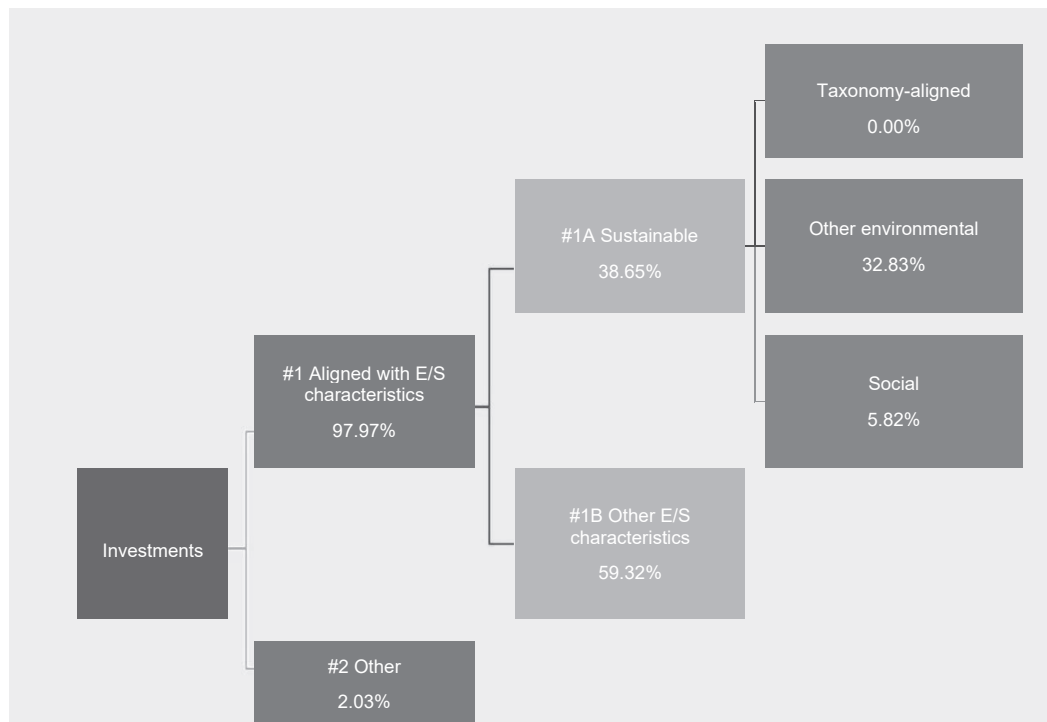 Taxonomy-aligned
0.00%
#1A Sustainable
38.65%
Other environmental
32.83%
#1 Aligned with E/S
characteristics
97.97%
Social
5.82%
Investments
#1B Other E/S
characteristics
59.32%
#2 Other
2.03%